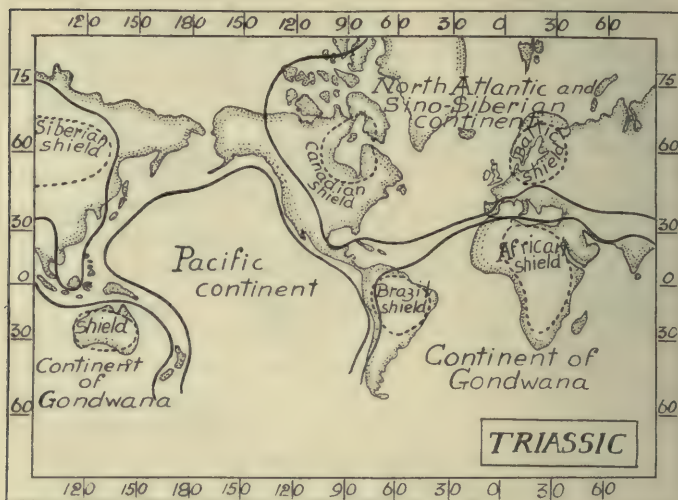 120 150 180 150 120 90 60 30 0 30 60
75 75
60 60
30 30
0 0
30 30
60 60
Siberian
shield
North Atlantic and
Sino-Siberian
continent
Canadian
shield
Baltic
shield
Pacific
continent
African
shield
Brazil
shield
shield
Continent
of
Gondwana
Continent of
Gondwana
TRIASSIC
120 150 180 150 120 90 60 30 0 30 60